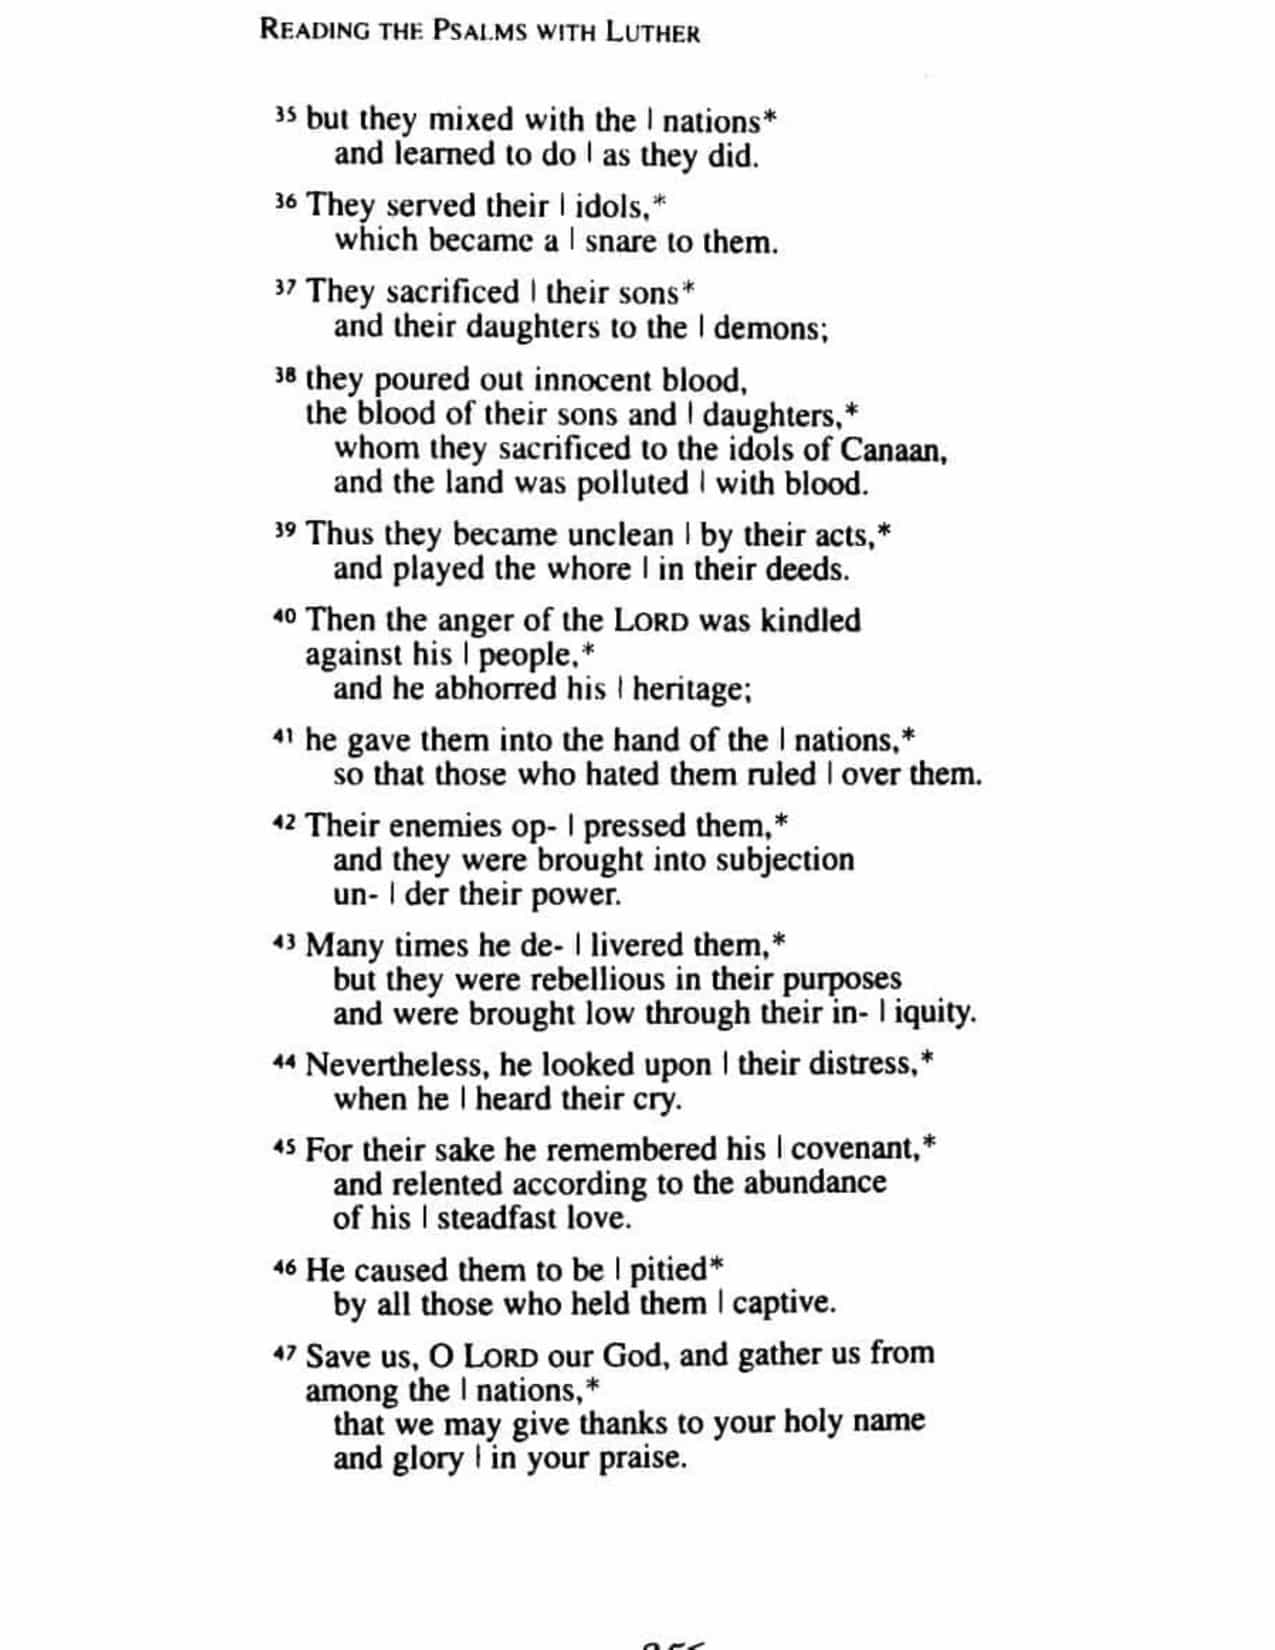 READING THE PSALMS WITH LUTHER
35 but they mixed with the | nations*
and learned to do | as they did.
36 They served their | idols,*
which became a | snare to them.
37 They sacrificed | their sons*
and their daughters to the | demons;
38 they poured out innocent blood,
the blood of their sons and | daughters,*
whom they sacrificed to the idols of Canaan,
and the land was polluted | with blood.
39 Thus they became unclean | by their acts,*
and played the whore | in their deeds.
40 Then the anger of the LORD was kindled
against his | people,*
and he abhorred his | heritage;
41 he gave them into the hand of the | nations,*
so that those who hated them ruled | over them.
42 Their enemies op- | pressed them,*
and they were brought into subjection
un- | der their power.
43 Many times he de- | livered them,*
but they were rebellious in their purposes
and were brought low through their in- | iquity.
44 Nevertheless, he looked upon | their distress,*
when he | heard their cry.
45 For their sake he remembered his | covenant,*
and relented according to the abundance
of his | steadfast love.
46 He caused them to be | pitied*
by all those who held them | captive.
47 Save us, O LORD our God, and gather us from
among the | nations,*
that we may give thanks to your holy name
and glory | in your praise.